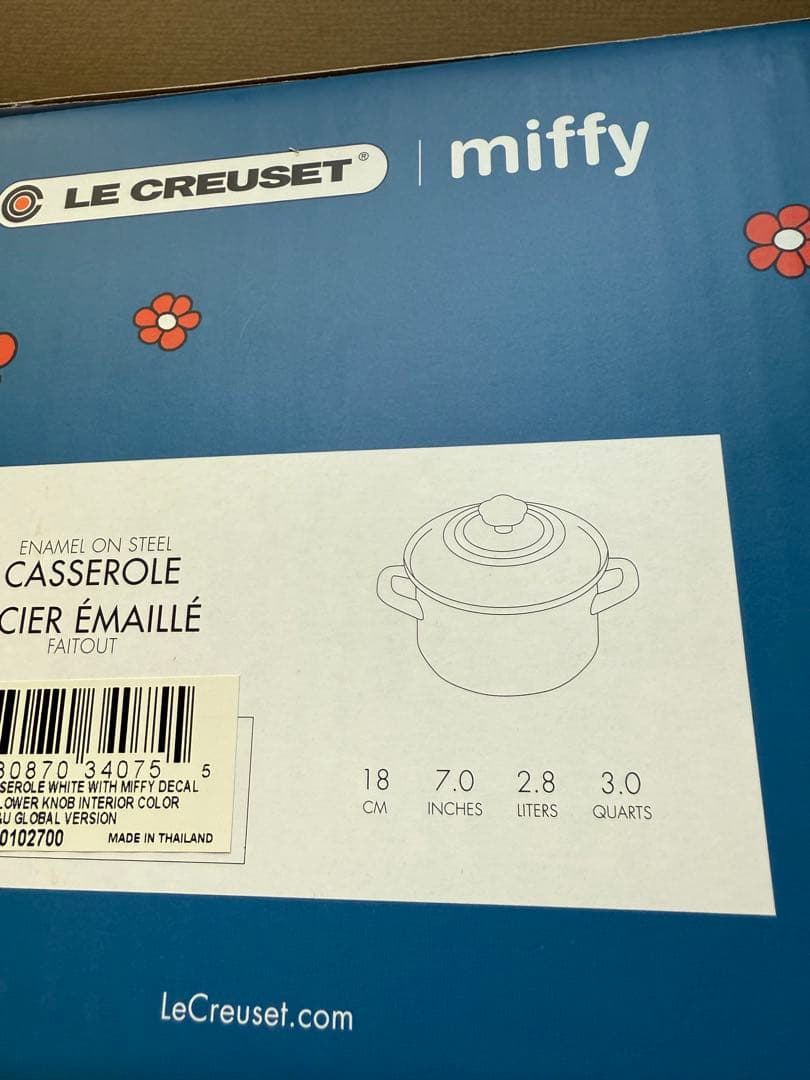 LE CREUSET® | miffy
ENAMEL ON STEEL
CASSEROLE
CIER ÉMAILLÉ
FAITOUT
30870 34075 5
SEROLE WHITE WITH MIFFY DECAL
LOWER KNOB INTERIOR COLOR
U GLOBAL VERSION
0102700 MADE IN THAILAND
18 7.0 2.8 3.0
CM INCHES LITERS QUARTS
LeCreuset.com